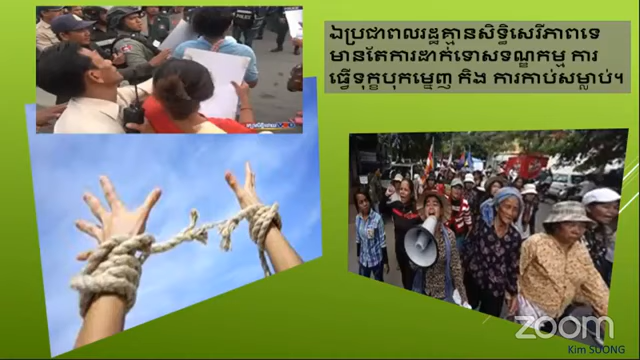 ឯប្រជាពលរដ្ឋគ្មានសិទ្ធិសេរីភាពទេ
មានតែការដាក់ទោសទណ្ឌកម្ម ការ
ធ្វើទុក្ខបុកម្នេញ កិង ការកាប់សម្លាប់។
zoom
Kim SUONG